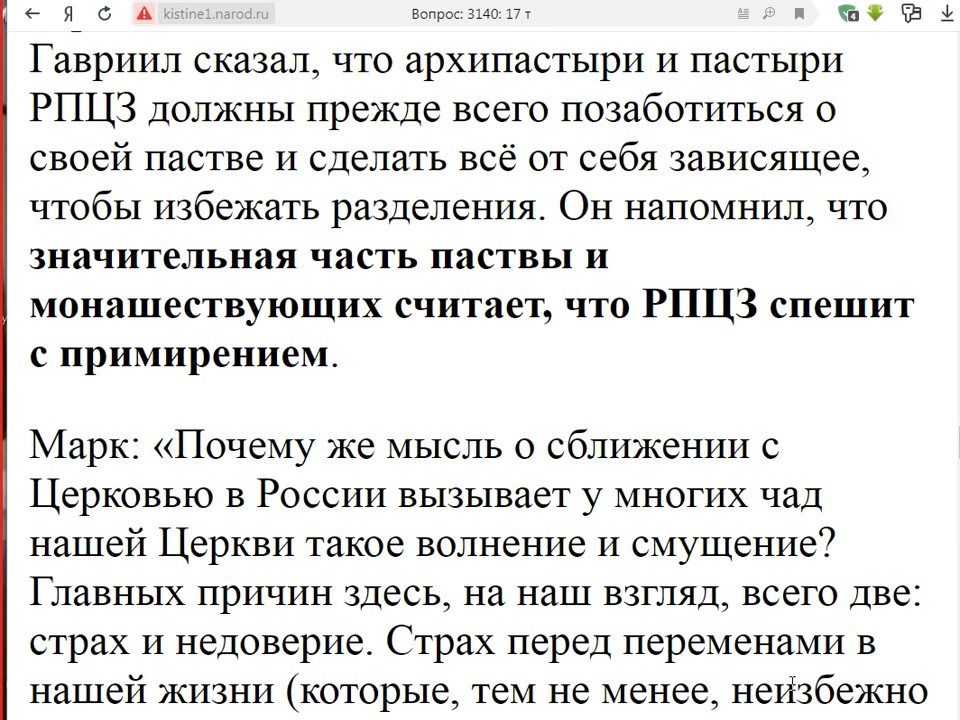 Я kistine1.narod.ru Вопрос: 3140: 17 т 4
Гавриил сказал, что архипастыри и пастыри
РПЦЗ должны прежде всего позаботиться о
своей пастве и сделать всё от себя зависящее,
чтобы избежать разделения. Он напомнил, что
значительная часть паствы и
монашествующих считает, что РПЦЗ спешит
с примирением.
Марк: «Почему же мысль о сближении с
Церковью в России вызывает у многих чад
нашей Церкви такое волнение и смущение?
Главных причин здесь, на наш взгляд, всего две:
страх и недоверие. Страх перед переменами в
нашей жизни (которые, тем не менее, неизбежно